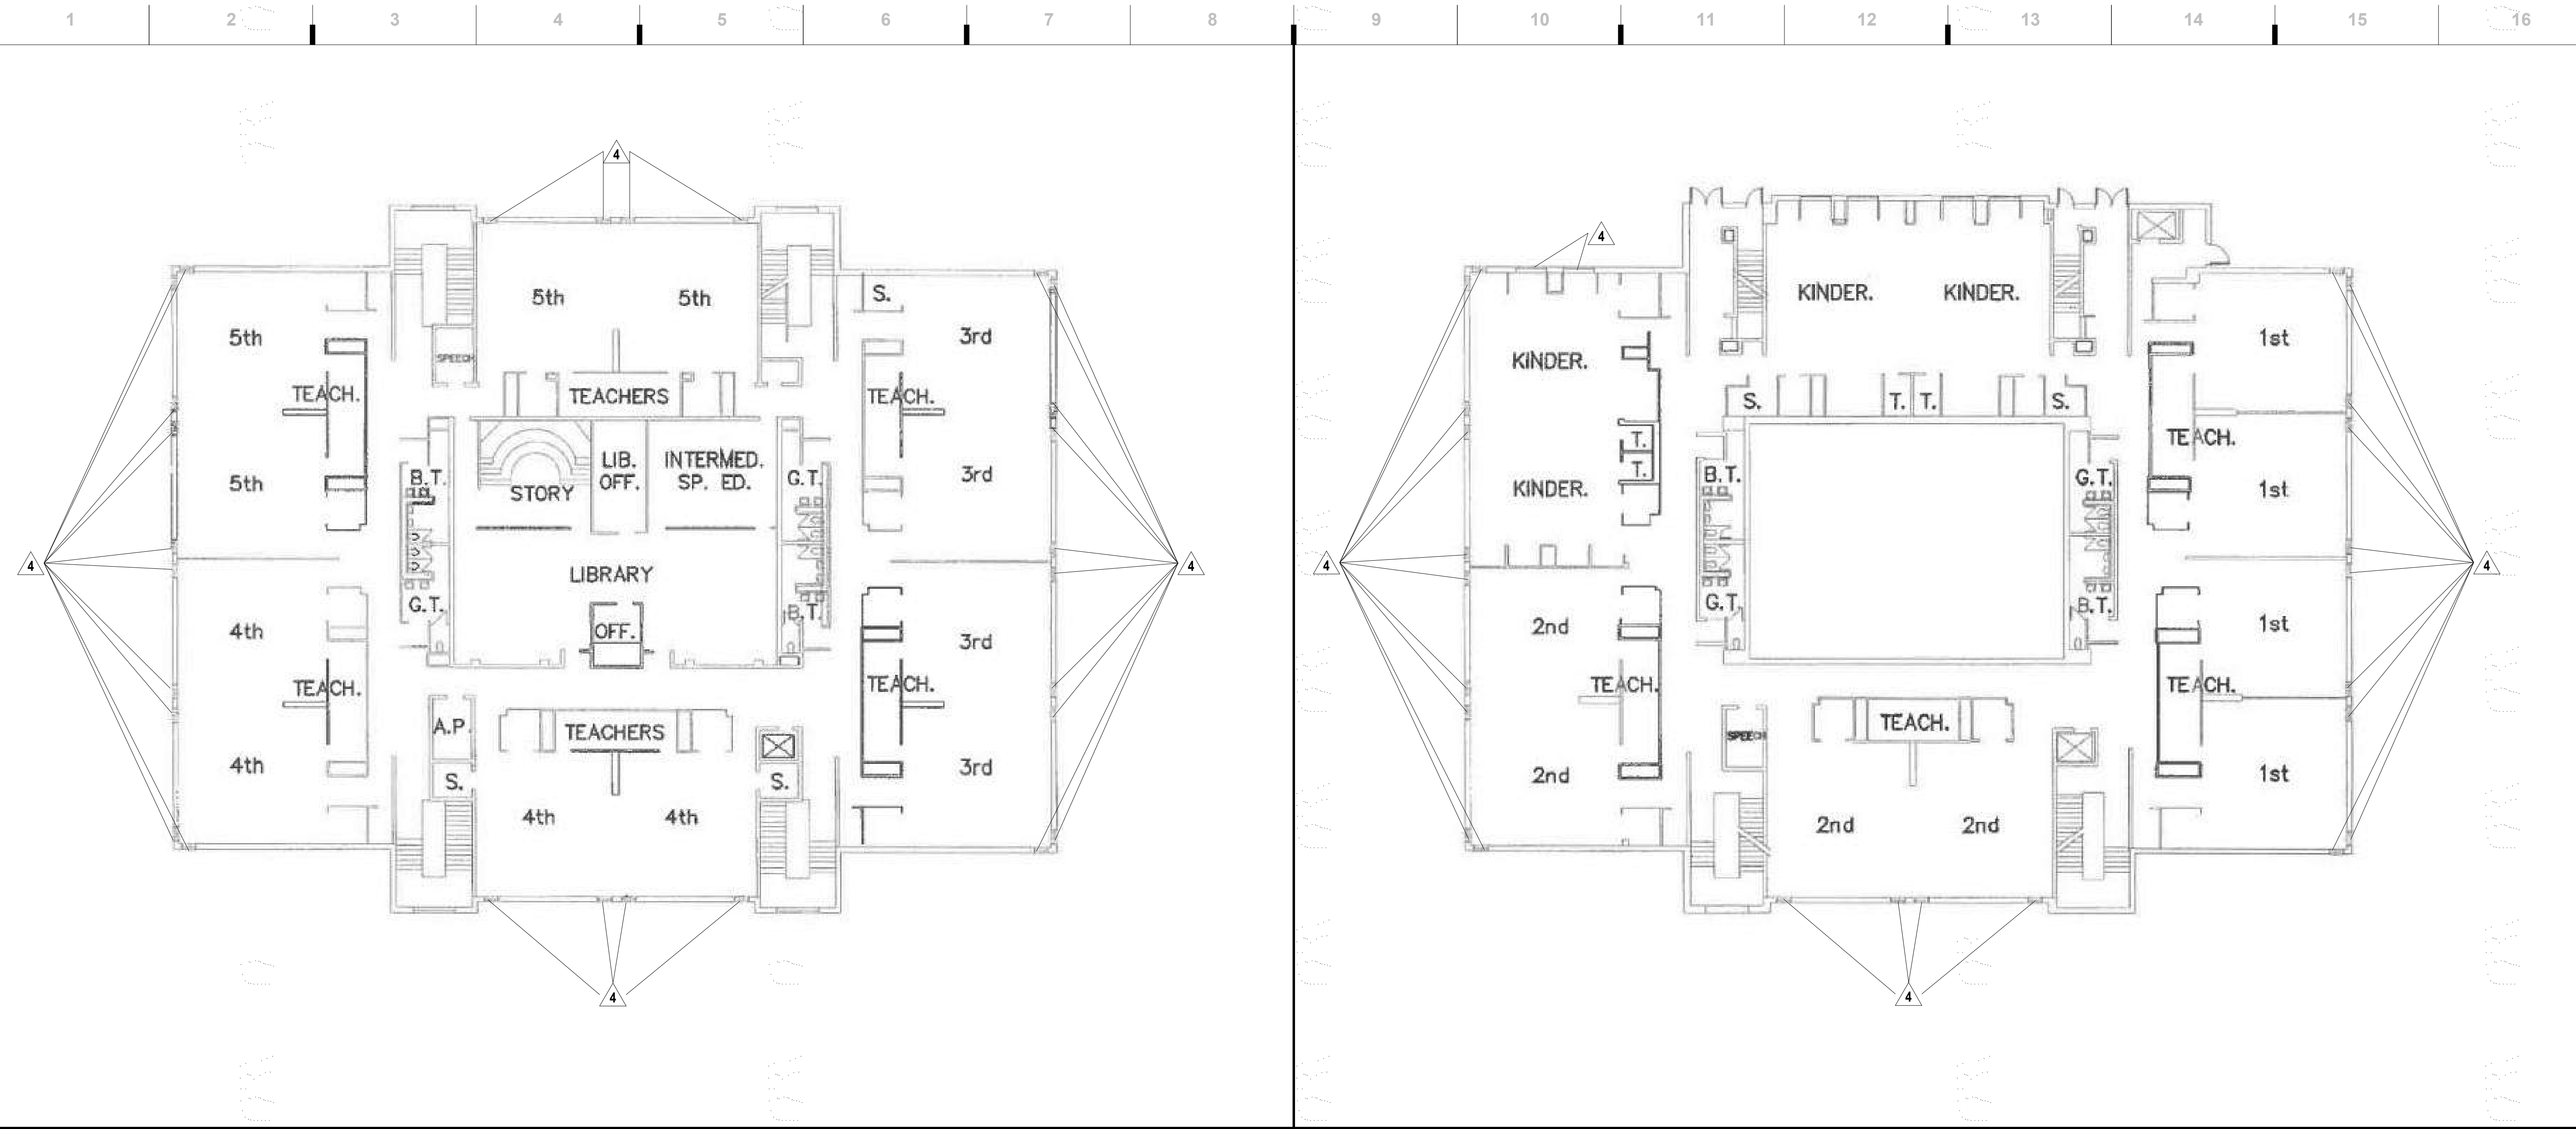 1 2 3 4 5 6 7 8 9 10 11 12 13 14 15 16
4
5th 5th
S.
5th
3rd
SPEECH
TEACH.
TEACHERS
TEACH.
B.T.
STORY
LIB.
OFF.
INTERMED.
SP. ED.
G.T.
5th
3rd
4
LIBRARY
4
4th
G.T.
OFF.
B.T.
3rd
TEACH.
TEACH.
A.P.
TEACHERS
S.
S.
4th
3rd
4th 4th
4
4
KINDER. KINDER.
KINDER.
1st
S.
T. T.
S.
T.
T.
TEACH.
B.T.
G.T.
KINDER.
1st
4
4
2nd
G.T.
B.T.
1st
TEACH.
TEACH.
SPEECH
TEACH.
2nd
1st
2nd 2nd
4